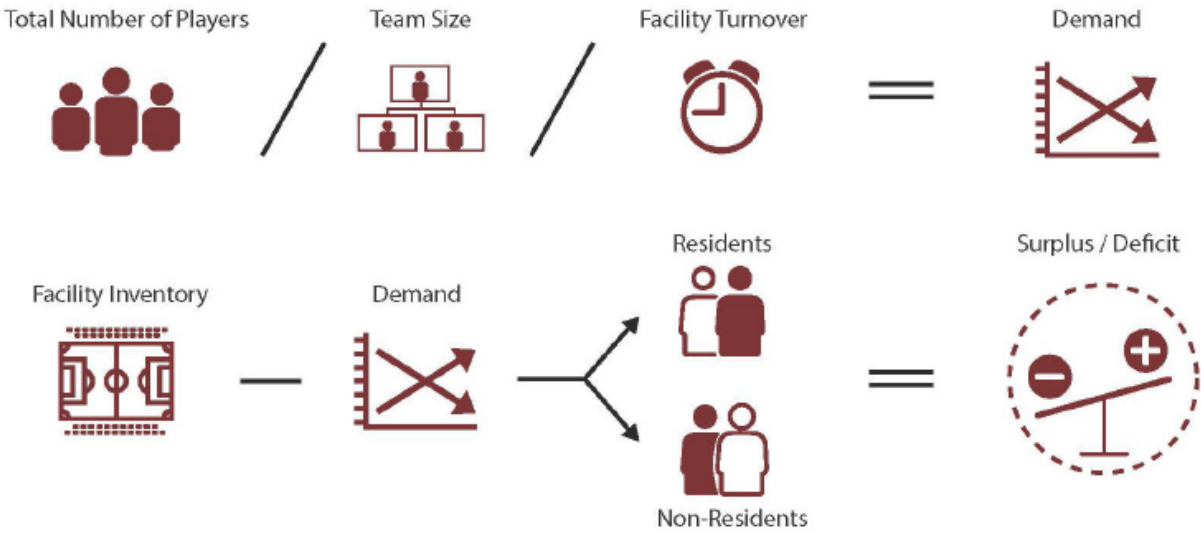 Total Number of Players
Team Size
Facility Turnover
Demand
Residents
Surplus / Deficit
Facility Inventory
Demand
Non-Residents